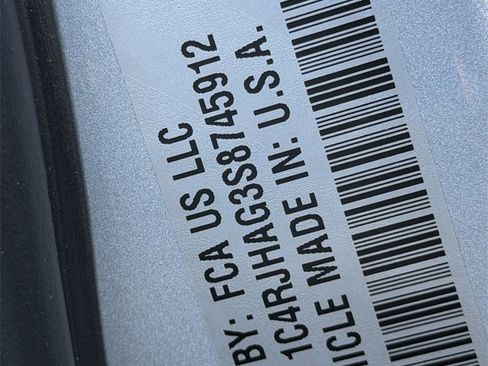 BY: FCA US LLC
1C4RJHAG3S8745912
ICLE MADE IN: U.S.A.